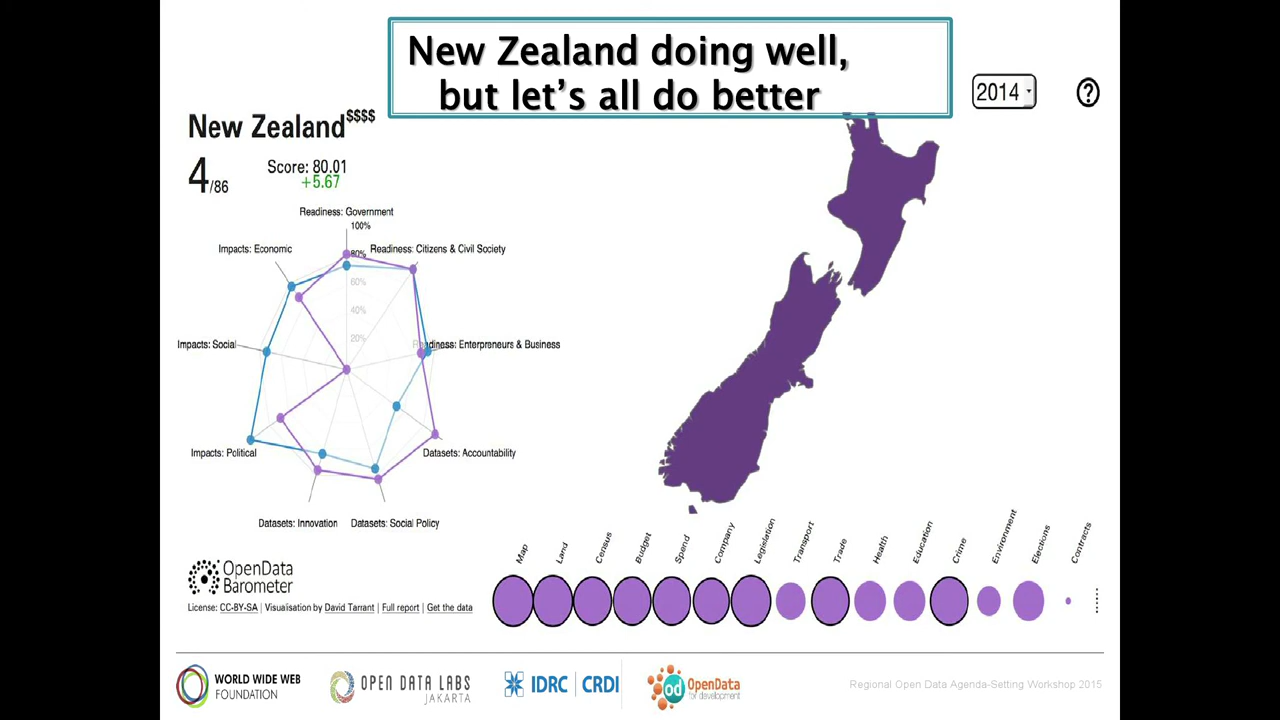 New Zealand doing well,
but let's all do better
2014
?
New Zealand$$$$
4/86
Score: 80.01
+5.67
Readiness: Government
100%
80%
60%
40%
20%
Impacts: Economic
Readiness: Citizens & Civil Society
Impacts: Social
Readiness: Enterpreneurs & Business
Impacts: Political
Datasets: Accountability
Datasets: Innovation
Datasets: Social Policy
Map
Land
Census
Budget
Spend
Company
Legislation
Transport
Trade
Health
Education
Crime
Environment
Elections
Contracts
OpenData
Barometer
License: CC-BY-SA | Visualisation by David Tarrant | Full report | Get the data
WORLD WIDE WEB
FOUNDATION
OPEN DATA LABS
JAKARTA
IDRC | CRDI
od OpenData
for development
Regional Open Data Agenda-Setting Workshop 2015